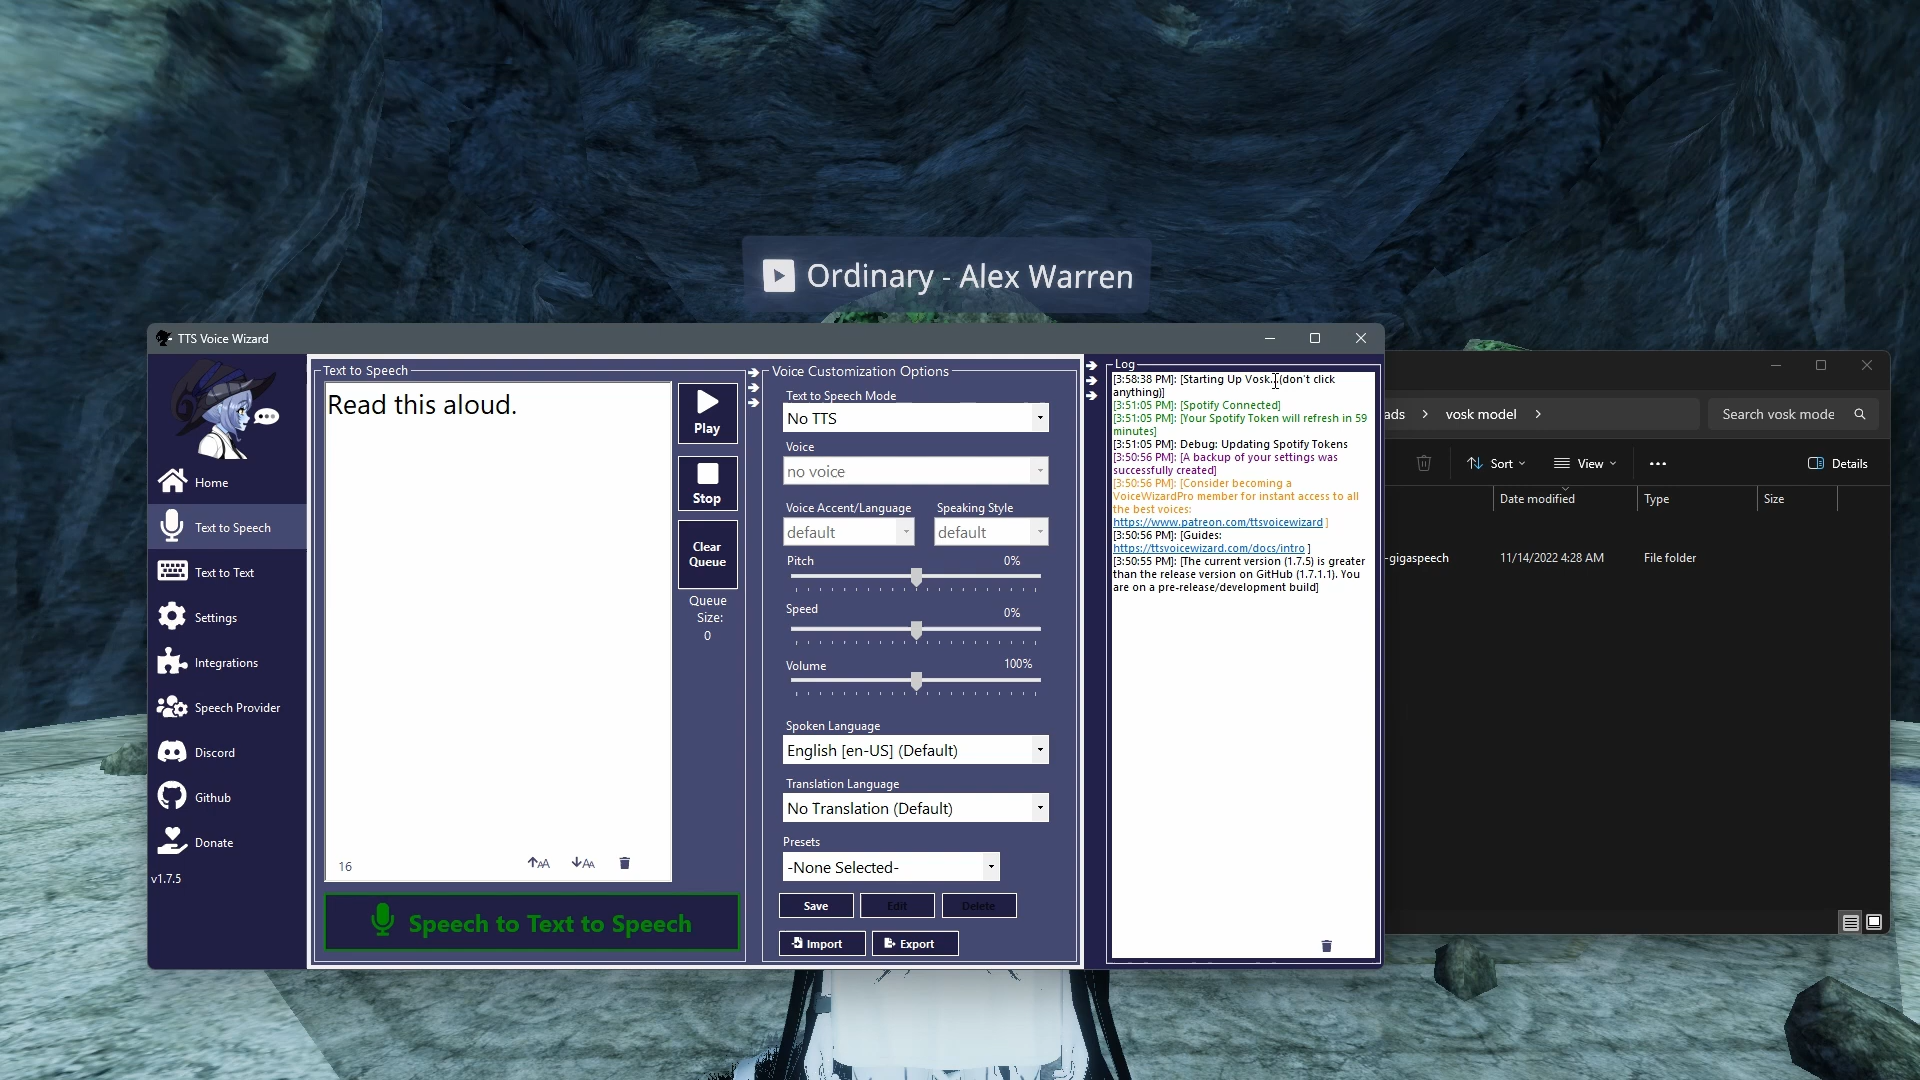 Ordinary - Alex Warren
TTS Voice Wizard
Home
Text to Speech
Text to Text
Settings
Integrations
Speech Provider
Discord
Github
Donate
v1.7.5
Text to Speech
Read this aloud.
16
Speech to Text to Speech
Play
Stop
Clear
Queue
Queue
Size:
0
Voice Customization Options
Text to Speech Mode
No TTS
Voice
no voice
Voice Accent/Language
Speaking Style
default
default
Pitch
0%
Speed
0%
Volume
100%
Spoken Language
English [en-US] (Default)
Translation Language
No Translation (Default)
Presets
-None Selected-
Save
Edit
Delete
Import
Export
Log
[3:58:38 PM]: [Starting Up Vosk...(don't click
anything)]
[3:51:05 PM]: [Spotify Connected]
[3:51:05 PM]: [Your Spotify Token will refresh in 59
minutes]
[3:51:05 PM]: Debug: Updating Spotify Tokens
[3:50:56 PM]: [A backup of your settings was
successfully created]
[3:50:56 PM]: [Consider becoming a
VoiceWizardPro member for instant access to all
the best voices:
https://www.patreon.com/ttsvoicewizard ]
[3:50:56 PM]: [Guides:
https://ttsvoicewizard.com/docs/intro ]
[3:50:55 PM]: [The current version (1.7.5) is greater
than the release version on GitHub (1.7.1.1). You
are on a pre-release/development build]
ads
vosk model
Search vosk mode
Sort
View
Details
Date modified
Type
Size
-gigaspeech
11/14/2022 4:28 AM
File folder